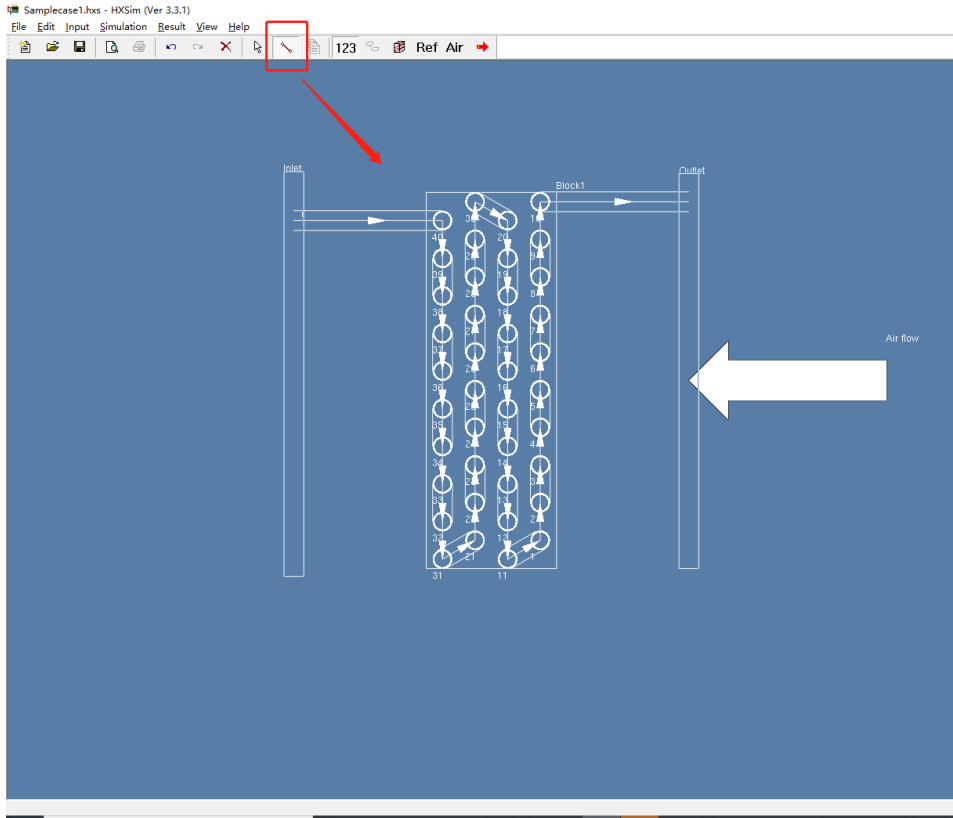 Samplecase1.hxs - HXSim (Ver 3.3.1)
File Edit Input Simulation Result View Help
123 Ref Air
Inlet
Outlet
Block1
40 20
39 19 9
38 18 8
37 17 7
36 16 6
35 15 5
34 24 14 4
33 13 3
32 12 2
21 1
31 11
Air flow